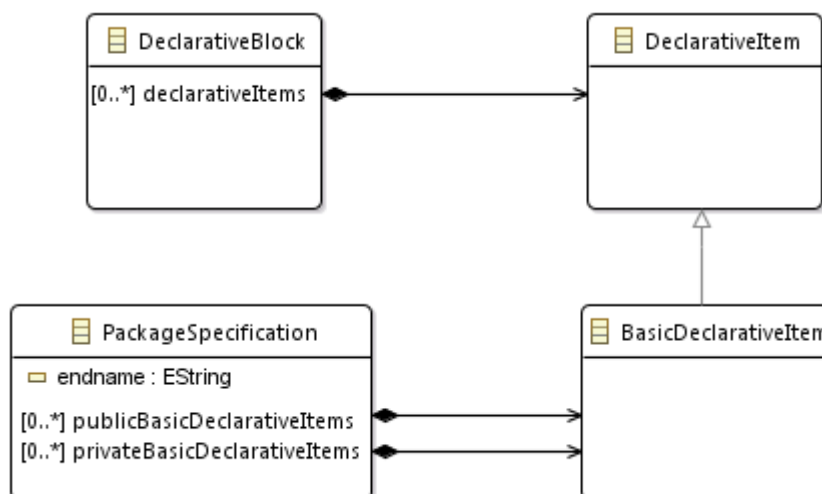 DeclarativeBlock
DeclarativeItem
[0..*] declarativeItems
PackageSpecification
BasicDeclarativeItem
endname : EString
[0..*] publicBasicDeclarativeItems
[0..*] privateBasicDeclarativeItems